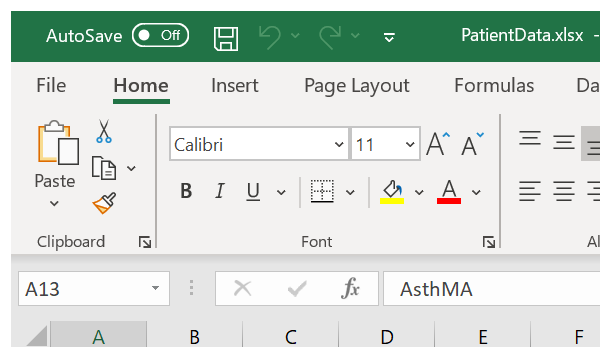 AutoSave Off PatientData.xlsx -
File Home Insert Page Layout Formulas Da
Calibri 11 A A
Paste B I U A
Clipboard Font Al
A13 fx AsthMA
A B C D E F